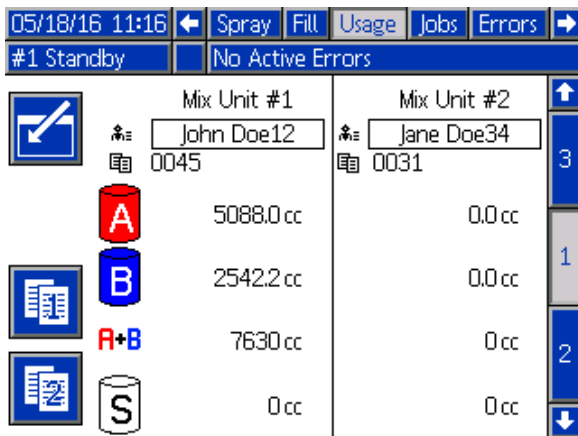 05/18/16 11:16 Spray Fill Usage Jobs Errors
#1 Standby No Active Errors
Mix Unit #1 Mix Unit #2
John Doe12 Jane Doe34
0045 0031
3
A 5088.0 cc 0.0 cc
1
B 2542.2 cc 0.0 cc
1
A+B 7630 cc 0 cc
2
2
S 0 cc 0 cc